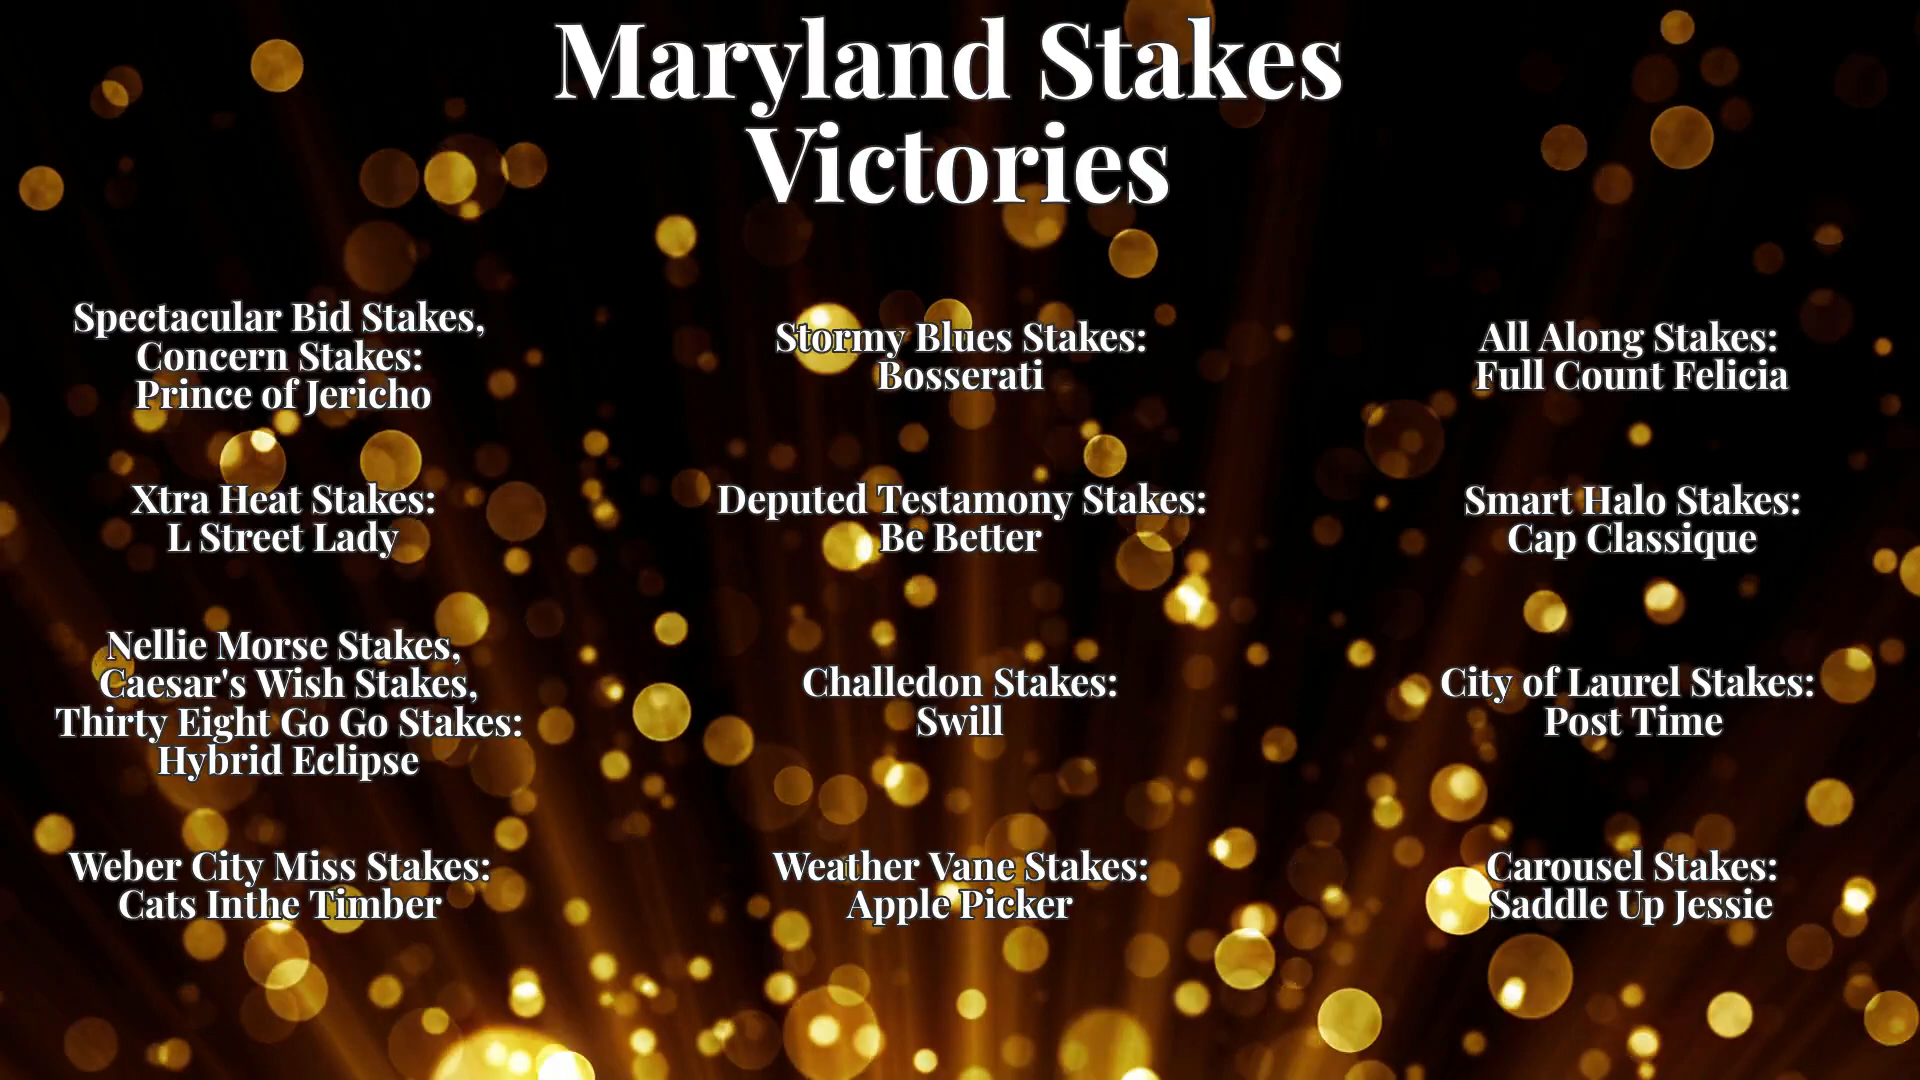 Maryland Stakes
Victories
Spectacular Bid Stakes,
Concern Stakes:
Prince of Jericho
Stormy Blues Stakes:
Bosserati
All Along Stakes:
Full Count Felicia
Xtra Heat Stakes:
L Street Lady
Deputed Testamony Stakes:
Be Better
Smart Halo Stakes:
Cap Classique
Nellie Morse Stakes,
Caesar's Wish Stakes,
Thirty Eight Go Go Stakes:
Hybrid Eclipse
Challedon Stakes:
Swill
City of Laurel Stakes:
Post Time
Weber City Miss Stakes:
Cats Inthe Timber
Weather Vane Stakes:
Apple Picker
Carousel Stakes:
Saddle Up Jessie